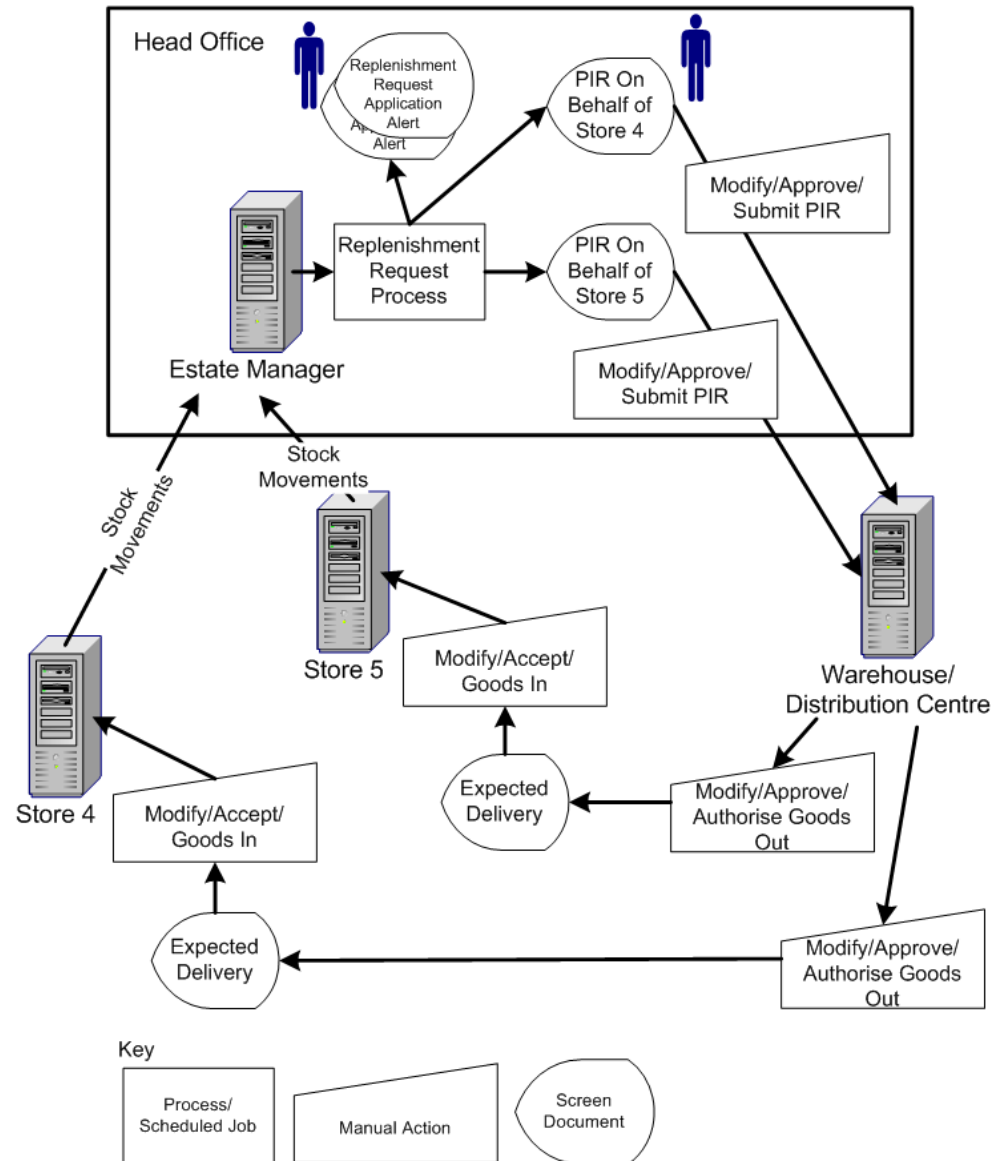 Head Office
Replenishment
Request
Application
Alert
Alert
PIR On
Behalf of
Store 4
Modify/Approve/
Submit PIR
Replenishment
Request
Process
PIR On
Behalf of
Store 5
Estate Manager
Modify/Approve/
Submit PIR
Stock
Movements
Stock
Movements
Store 5
Modify/Accept/
Goods In
Warehouse/
Distribution Centre
Store 4
Modify/Accept/
Goods In
Expected
Delivery
Modify/Approve/
Authorise Goods
Out
Expected
Delivery
Modify/Approve/
Authorise Goods
Out
Key
Process/
Scheduled Job
Manual Action
Screen
Document